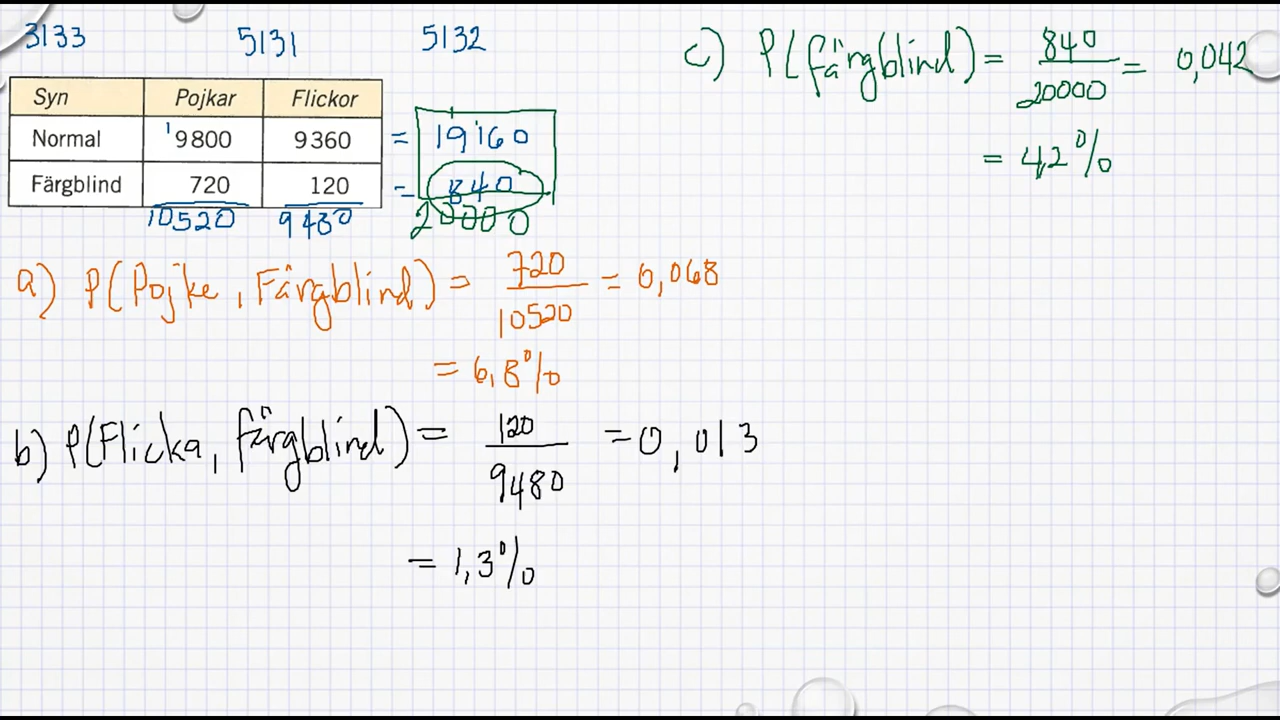 3133 5131 5132
Syn Pojkar Flickor
Normal 9800 9360 = 19160
Färgblind 720 120 = 840
10520 9480 20000
a) P(Pojke, Färgblind) = 720/10520 = 0,068
= 6,8%
b) P(Flicka, färgblind) = 120/9480 = 0,013
= 1,3%
c) P(färgblind) = 840/20000 = 0,042
= 4,2%